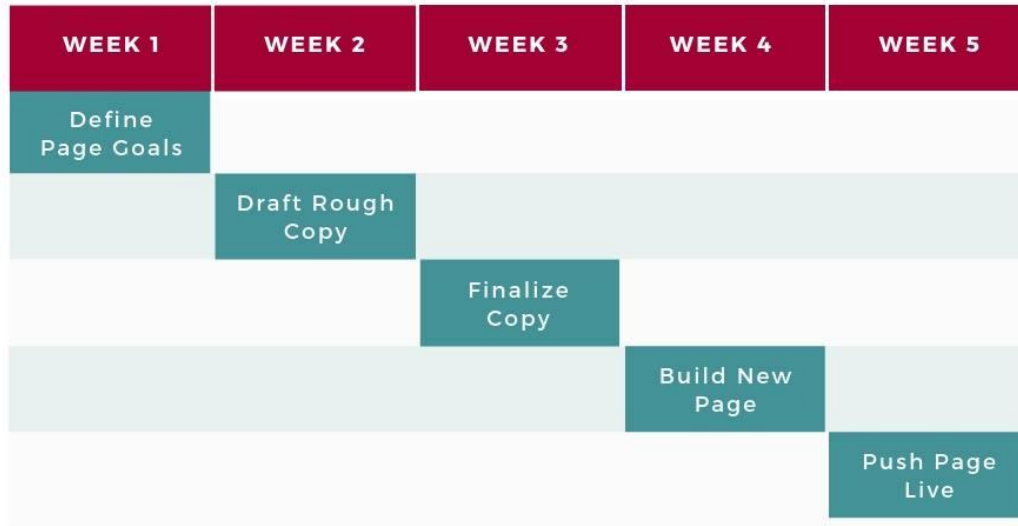 WEEK 1 WEEK 2 WEEK 3 WEEK 4 WEEK 5
Define
Page Goals
Draft Rough
Copy
Finalize
Copy
Build New
Page
Push Page
Live